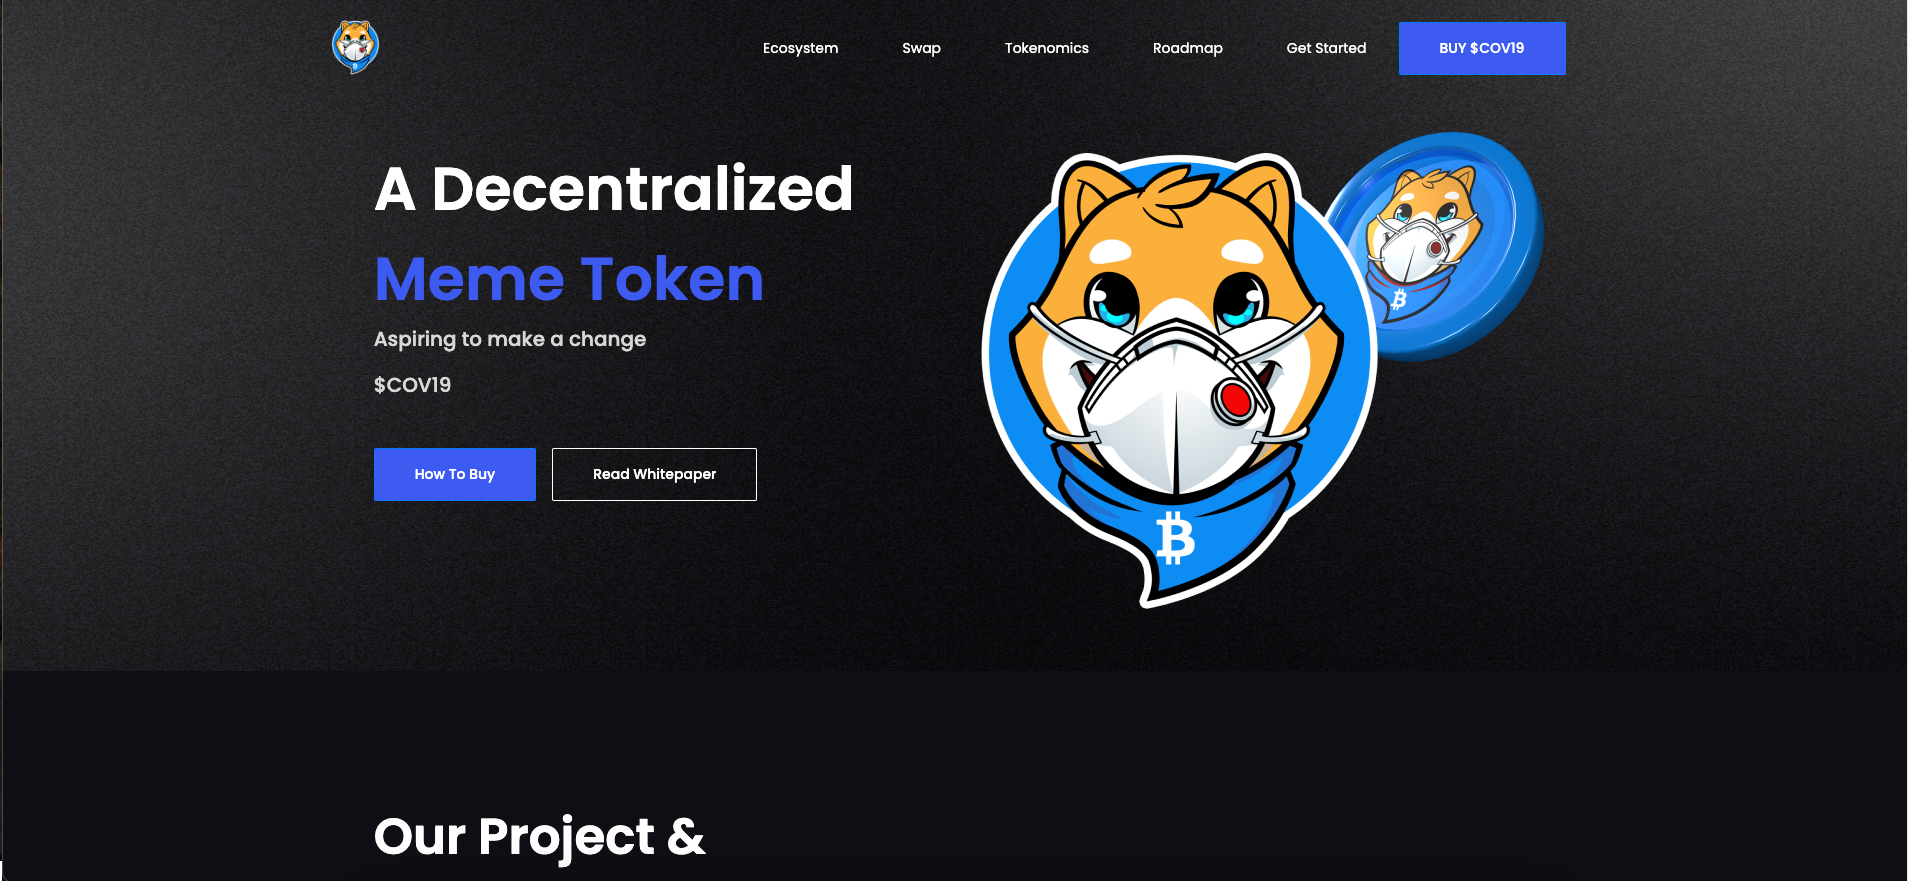 Ecosystem
Swap
Tokenomics
Roadmap
Get Started
BUY $COV19
A Decentralized
Meme Token
Aspiring to make a change
$COV19
How To Buy
Read Whitepaper
Our Project &